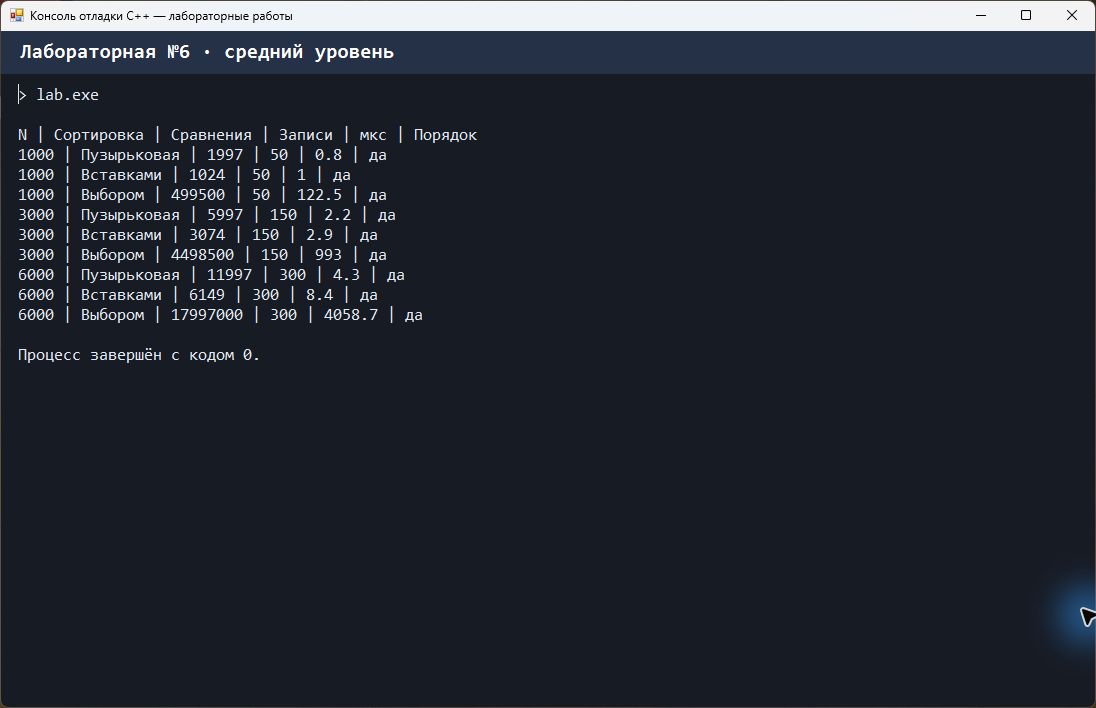 Консоль отладки C++ — лабораторные работы
Лабораторная №6 · средний уровень
> lab.exe
N | Сортировка | Сравнения | Записи | мкс | Порядок
1000 | Пузырьковая | 1997 | 50 | 0.8 | да
1000 | Вставками | 1024 | 50 | 1 | да
1000 | Выбором | 499500 | 50 | 122.5 | да
3000 | Пузырьковая | 5997 | 150 | 2.2 | да
3000 | Вставками | 3074 | 150 | 2.9 | да
3000 | Выбором | 4498500 | 150 | 993 | да
6000 | Пузырьковая | 11997 | 300 | 4.3 | да
6000 | Вставками | 6149 | 300 | 8.4 | да
6000 | Выбором | 17997000 | 300 | 4058.7 | да
Процесс завершён с кодом 0.